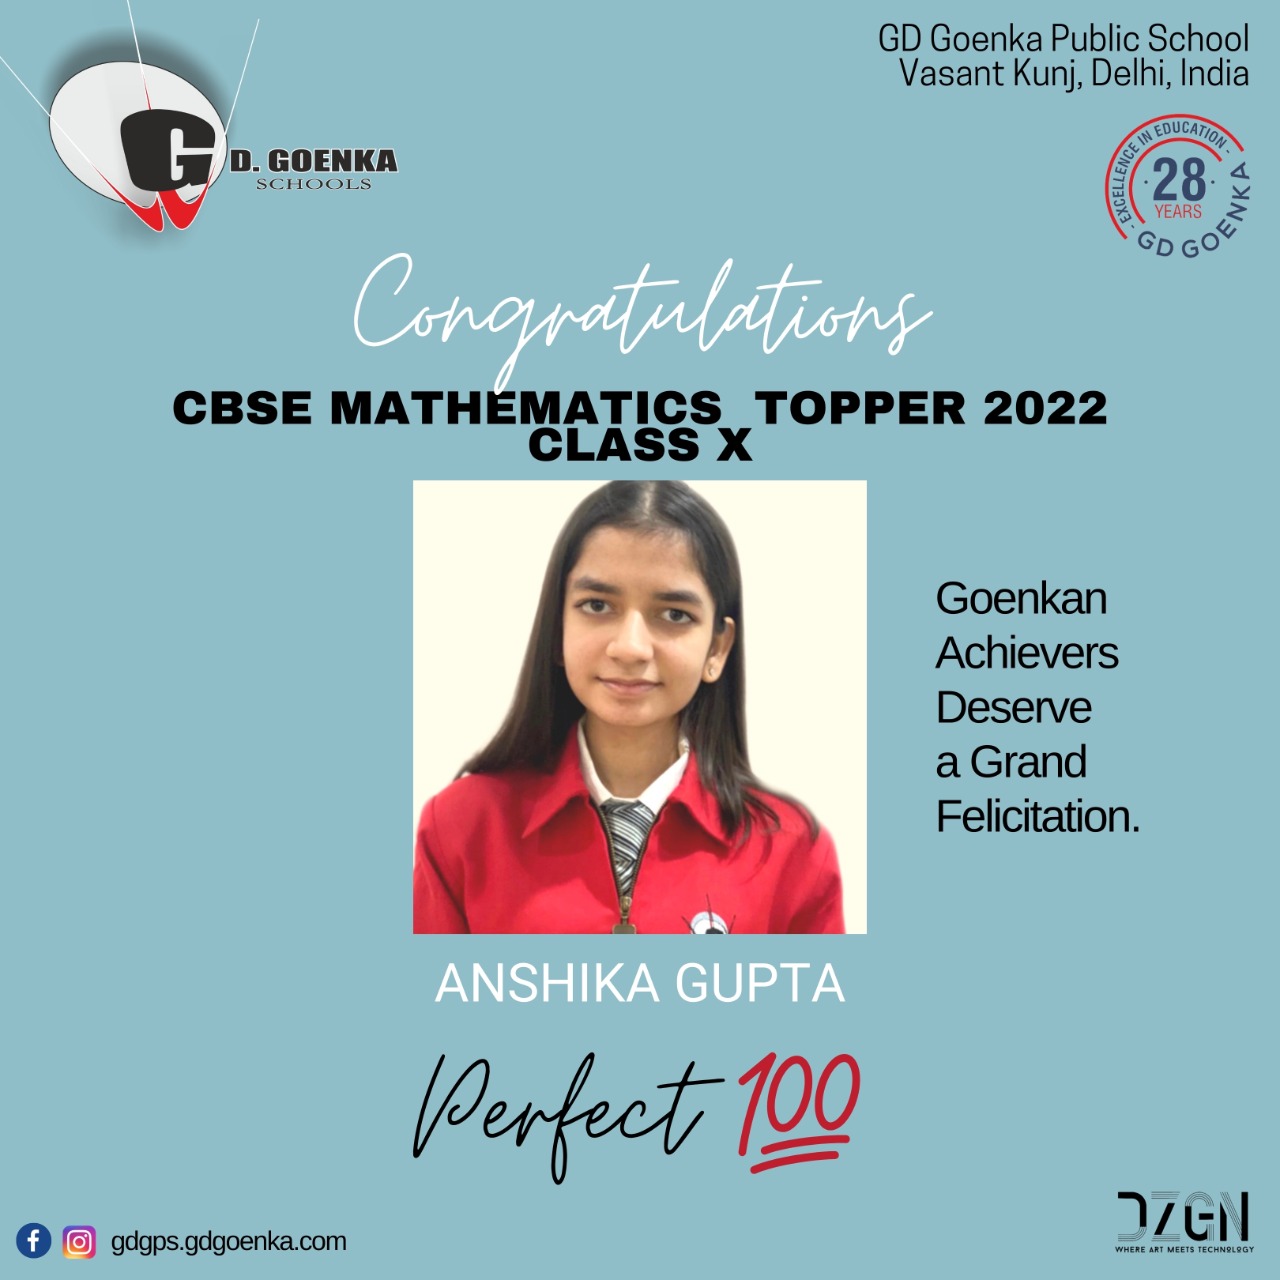 GD Goenka Public School
Vasant Kunj, Delhi, India
G D. GOENKA
SCHOOLS
- EXCELLENCE IN EDUCATION -
· 28 ·
YEARS
GD GOENKA
Congratulations
CBSE MATHEMATICS TOPPER 2022
CLASS X
Goenkan
Achievers
Deserve
a Grand
Felicitation.
ANSHIKA GUPTA
Perfect 100
gdgps.gdgoenka.com
DZGN
WHERE ART MEETS TECHNOLOGY